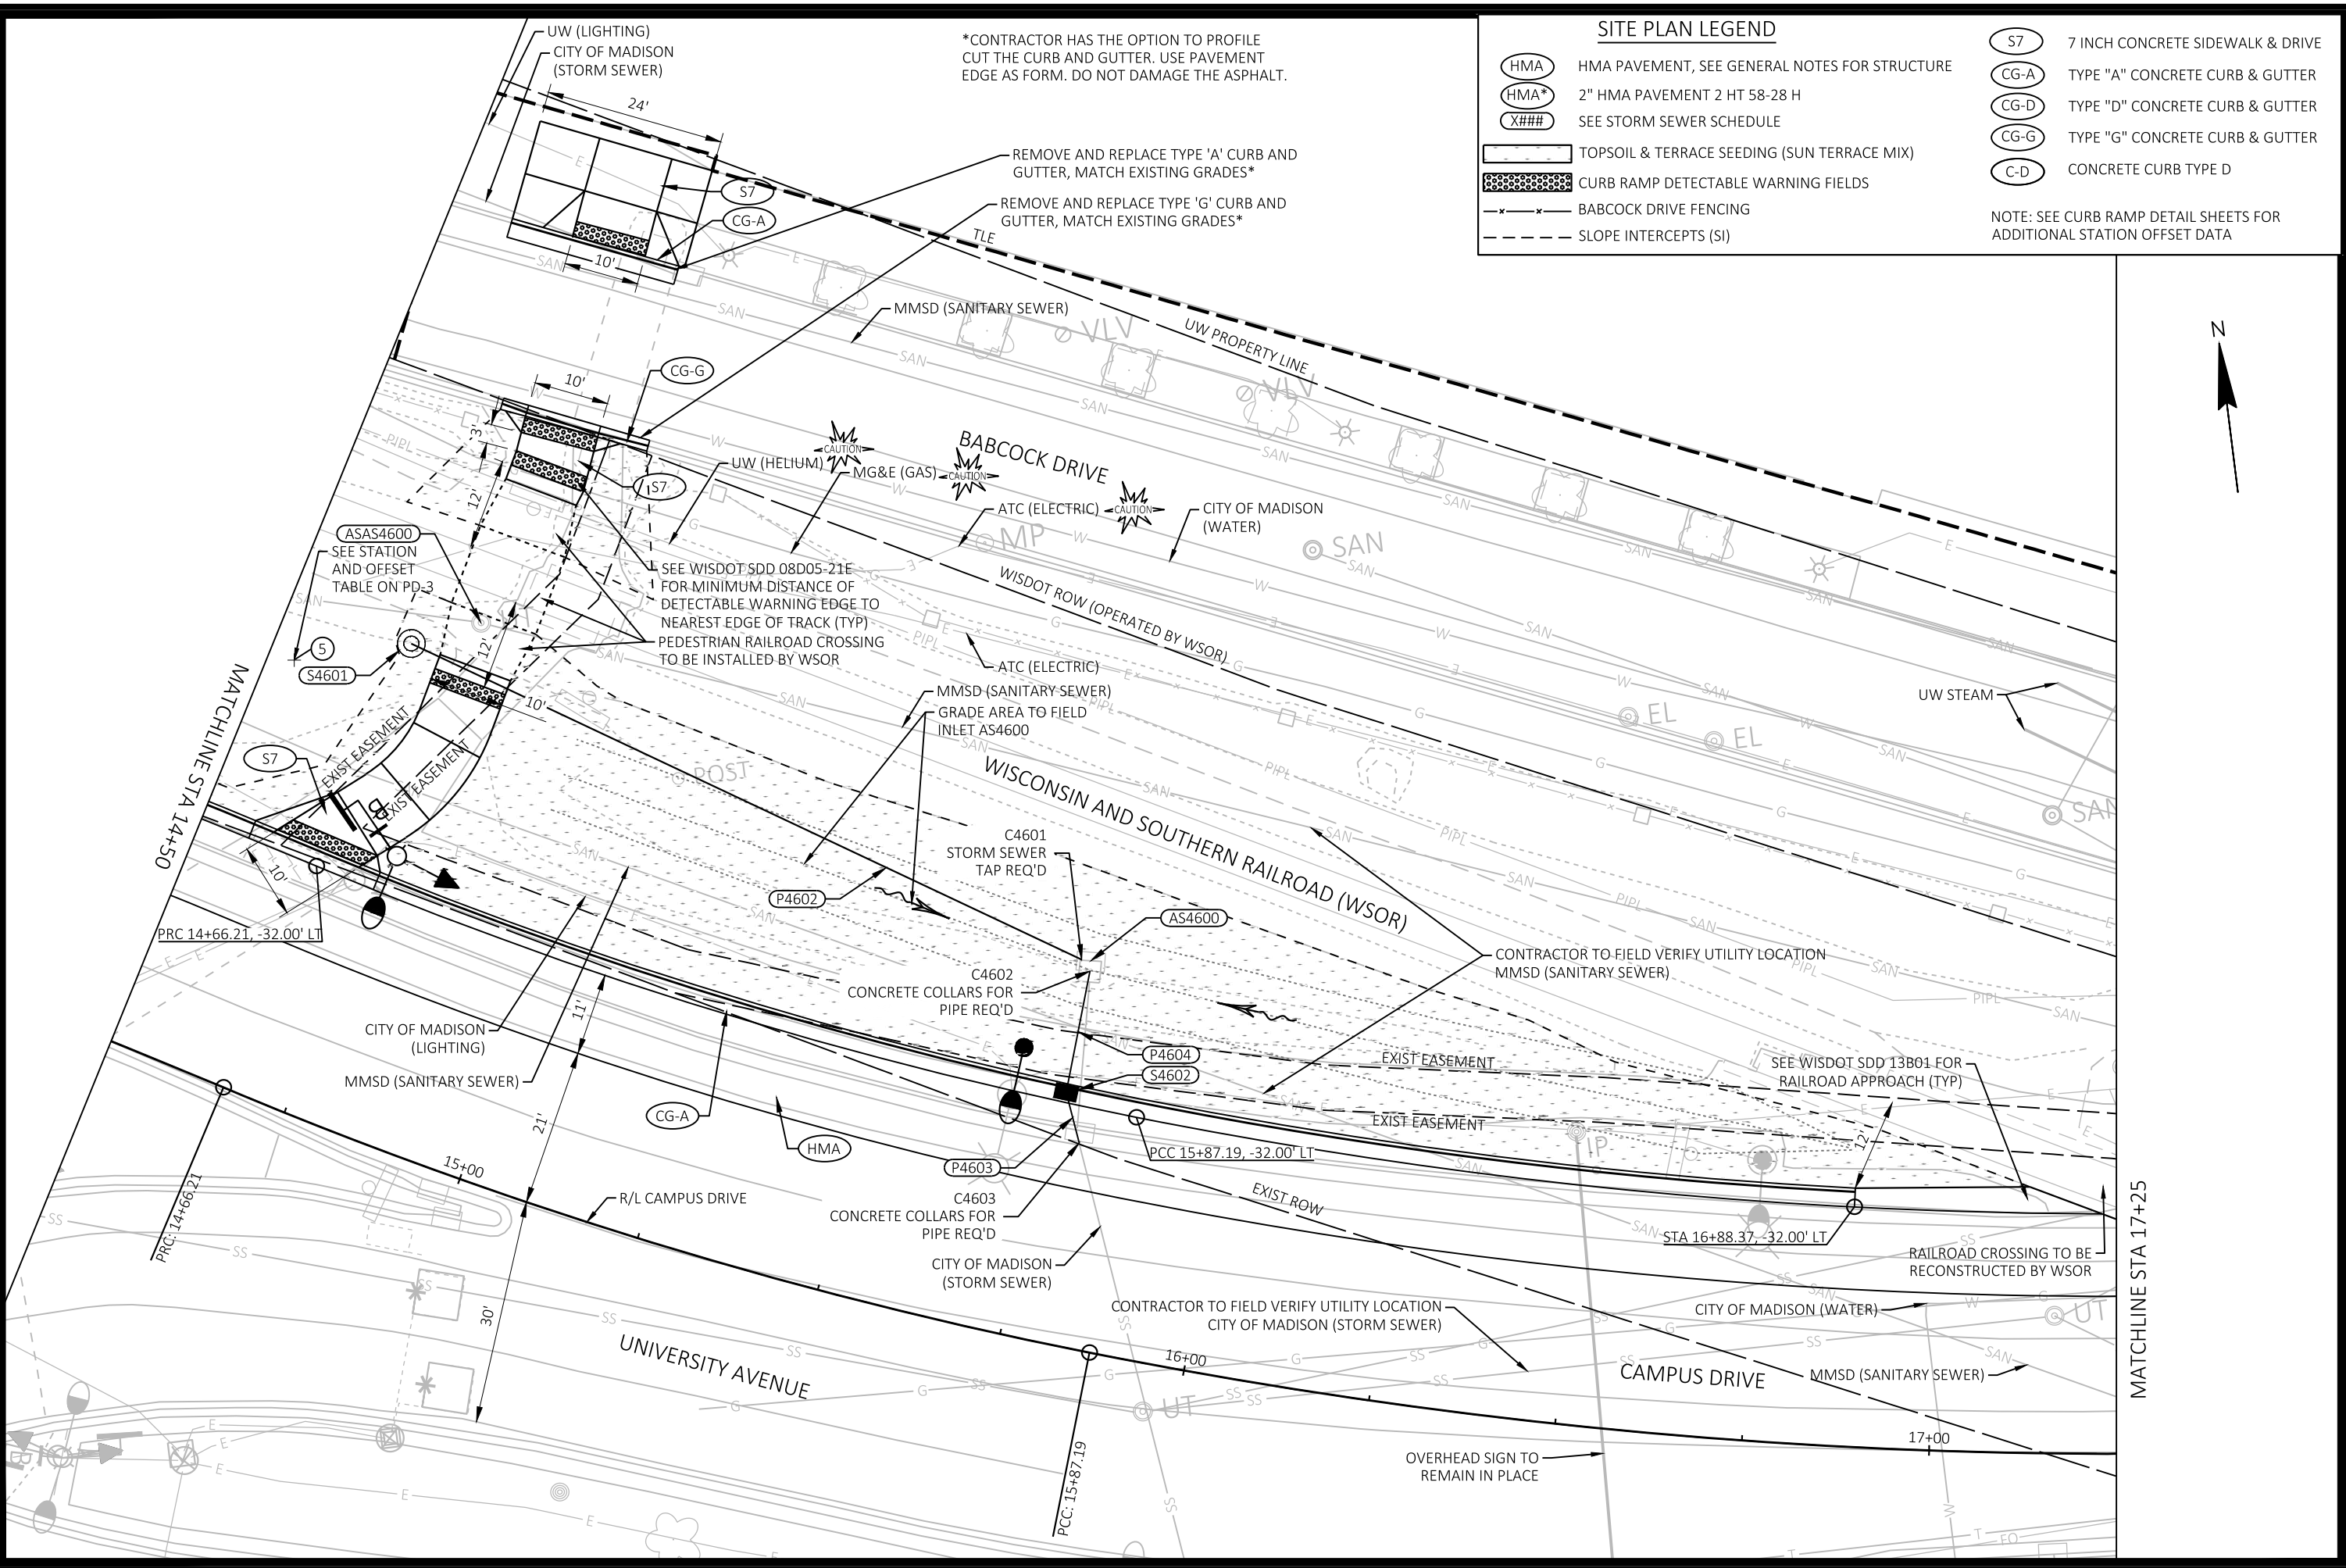 UW (LIGHTING)
CITY OF MADISON
(STORM SEWER)
24'
*CONTRACTOR HAS THE OPTION TO PROFILE
CUT THE CURB AND GUTTER. USE PAVEMENT
EDGE AS FORM. DO NOT DAMAGE THE ASPHALT.
SITE PLAN LEGEND
HMA HMA PAVEMENT, SEE GENERAL NOTES FOR STRUCTURE
HMA* 2" HMA PAVEMENT 2 HT 58-28 H
X### SEE STORM SEWER SCHEDULE
TOPSOIL & TERRACE SEEDING (SUN TERRACE MIX)
CURB RAMP DETECTABLE WARNING FIELDS
BABCOCK DRIVE FENCING
SLOPE INTERCEPTS (SI)
S7 7 INCH CONCRETE SIDEWALK & DRIVE
CG-A TYPE "A" CONCRETE CURB & GUTTER
CG-D TYPE "D" CONCRETE CURB & GUTTER
CG-G TYPE "G" CONCRETE CURB & GUTTER
C-D CONCRETE CURB TYPE D
NOTE: SEE CURB RAMP DETAIL SHEETS FOR
ADDITIONAL STATION OFFSET DATA
N
REMOVE AND REPLACE TYPE 'A' CURB AND
GUTTER, MATCH EXISTING GRADES*
REMOVE AND REPLACE TYPE 'G' CURB AND
GUTTER, MATCH EXISTING GRADES*
S7
CG-A
10'
TLE
MMSD (SANITARY SEWER)
UW PROPERTY LINE
VLV
VLV
CG-G
10'
3'
12'
S7
UW (HELIUM)
CAUTION
MG&E (GAS)
CAUTION
BABCOCK DRIVE
ATC (ELECTRIC)
CAUTION
CITY OF MADISON
(WATER)
MP
SAN
ASAS4600
SEE STATION
AND OFFSET
TABLE ON PD-3
SEE WISDOT SDD 08D05-21E
FOR MINIMUM DISTANCE OF
DETECTABLE WARNING EDGE TO
NEAREST EDGE OF TRACK (TYP)
PEDESTRIAN RAILROAD CROSSING
TO BE INSTALLED BY WSOR
WISDOT ROW (OPERATED BY WSOR)
ATC (ELECTRIC)
5
S4601
12'
10'
MMSD (SANITARY SEWER)
GRADE AREA TO FIELD
INLET AS4600
UW STEAM
EL
EL
SAN
MATCHLINE STA 14+50
S7
EXIST EASEMENT
EXIST EASEMENT
POST
WISCONSIN AND SOUTHERN RAILROAD (WSOR)
C4601
STORM SEWER
TAP REQ'D
P4602
AS4600
10'
PRC 14+66.21, -32.00' LT
CONTRACTOR TO FIELD VERIFY UTILITY LOCATION
MMSD (SANITARY SEWER)
C4602
CONCRETE COLLARS FOR
PIPE REQ'D
11'
CITY OF MADISON
(LIGHTING)
MMSD (SANITARY SEWER)
P4604
S4602
EXIST EASEMENT
EXIST EASEMENT
SEE WISDOT SDD 13B01 FOR
RAILROAD APPROACH (TYP)
CG-A
21'
HMA
P4603
PCC 15+87.19, -32.00' LT
IP
12'
15+00
PRC: 14+66.21
R/L CAMPUS DRIVE
C4603
CONCRETE COLLARS FOR
PIPE REQ'D
EXIST ROW
STA 16+88.37, -32.00' LT
RAILROAD CROSSING TO BE
RECONSTRUCTED BY WSOR
CITY OF MADISON
(STORM SEWER)
CONTRACTOR TO FIELD VERIFY UTILITY LOCATION
CITY OF MADISON (STORM SEWER)
CITY OF MADISON (WATER)
UT
30'
UNIVERSITY AVENUE
16+00
CAMPUS DRIVE
MMSD (SANITARY SEWER)
MATCHLINE STA 17+25
UT
PCC: 15+87.19
OVERHEAD SIGN TO
REMAIN IN PLACE
17+00